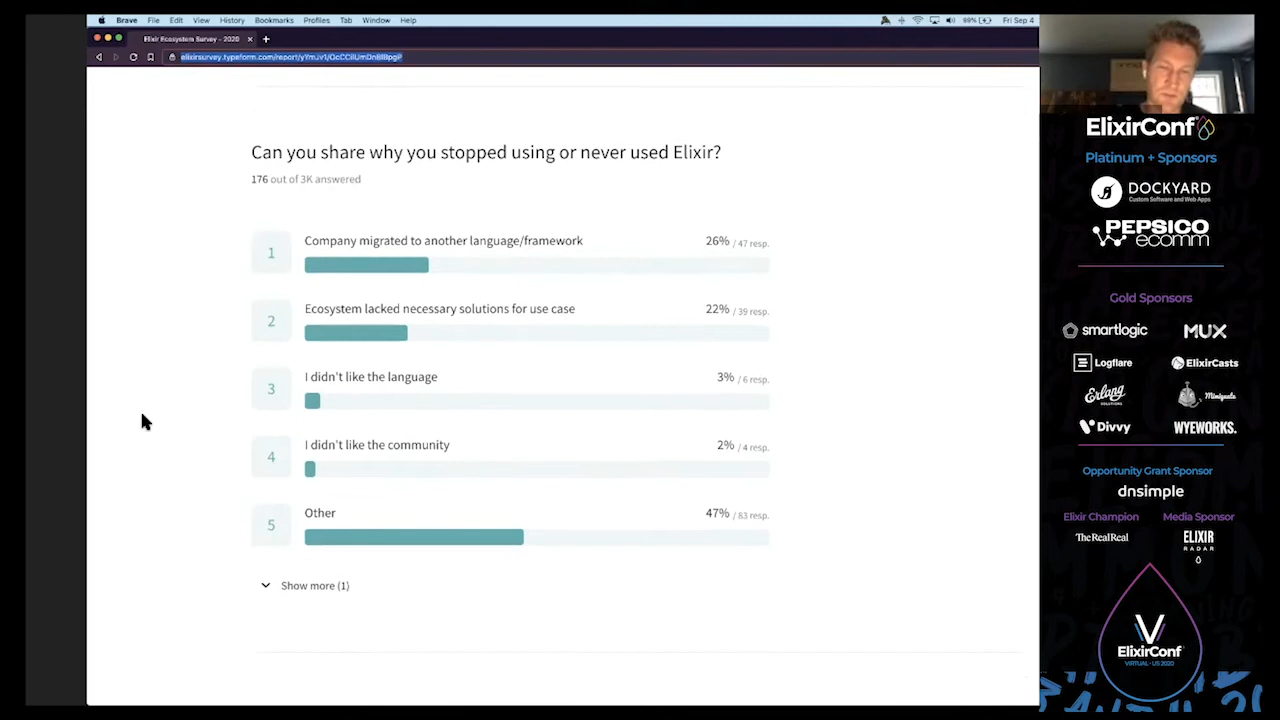 Brave File Edit View History Bookmarks Profiles Tab Window Help 99% Fri Sep 4
Elixir Ecosystem Survey – 2020
Can you share why you stopped using or never used Elixir?
176 out of 3K answered
1 Company migrated to another language/framework 26% / 47 resp.
2 Ecosystem lacked necessary solutions for use case 22% / 39 resp.
3 I didn't like the language 3% / 6 resp.
4 I didn't like the community 2% / 4 resp.
5 Other 47% / 83 resp.
Show more (1)
ElixirConf
Platinum + Sponsors
DOCKYARD
Custom Software and Web Apps
PEPSICO
ecomm
Gold Sponsors
smartlogic MUX
Logflare ElixirCasts
Erlang SOLUTIONS Miniquels
Divvy WYEWORKS.
Opportunity Grant Sponsor
dnsimple
Elixir Champion Media Sponsor
TheRealReal ELIXIR RADAR
V
ElixirConf
VIRTUAL · US 2020